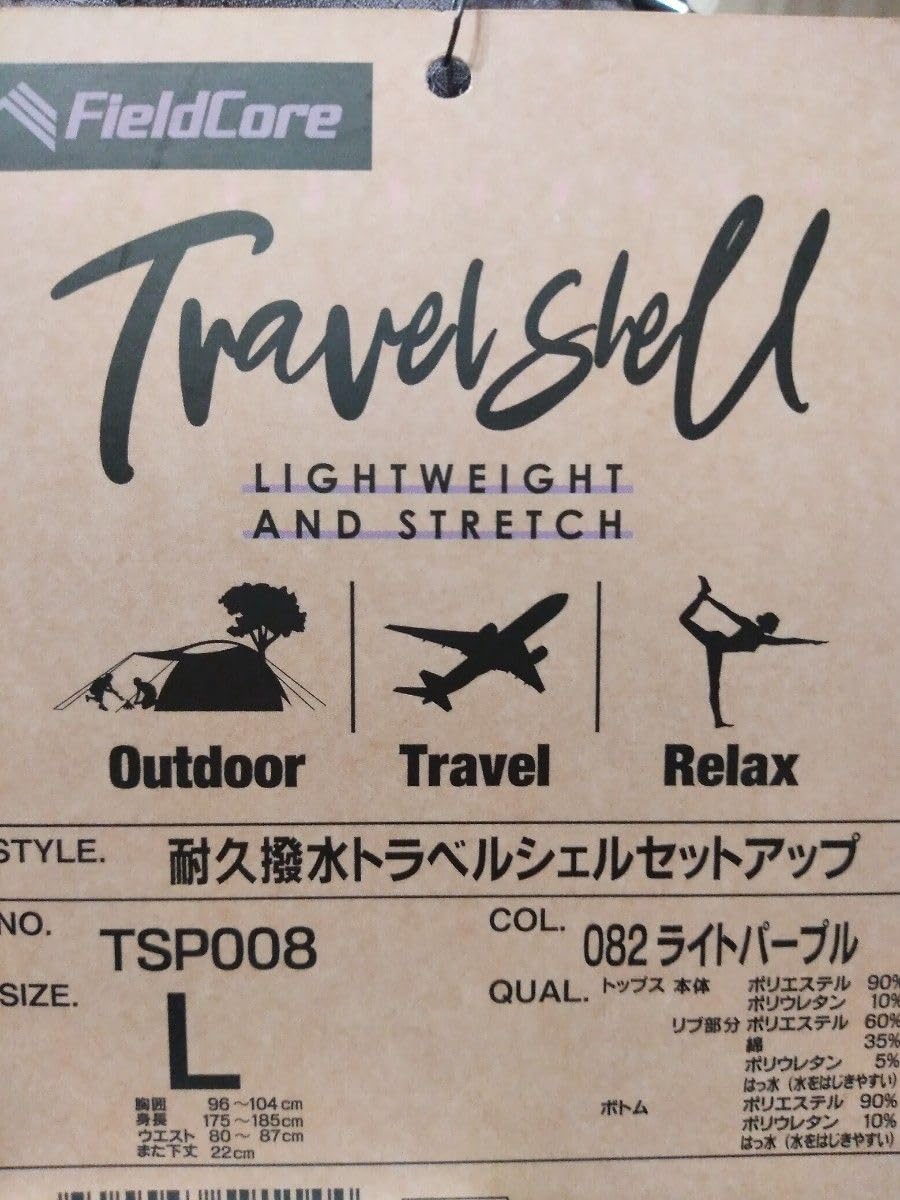 FieldCore
Travel Shell
LIGHTWEIGHT
AND STRETCH
Outdoor Travel Relax
STYLE. 耐久撥水トラベルシェルセットアップ
NO. TSP008
COL. 082 ライトパープル
SIZE. L
胸囲 96～104cm
身長 175～185cm
ウエスト 80～ 87cm
また下丈 22cm
QUAL. トップス 本体 ポリエステル 90%
ポリウレタン 10%
リブ部分 ポリエステル 60%
綿 35%
ポリウレタン 5%
はっ水 (水をはじきやすい)
ボトム ポリエステル 90%
ポリウレタン 10%
はっ水 (水をはじきやすい)